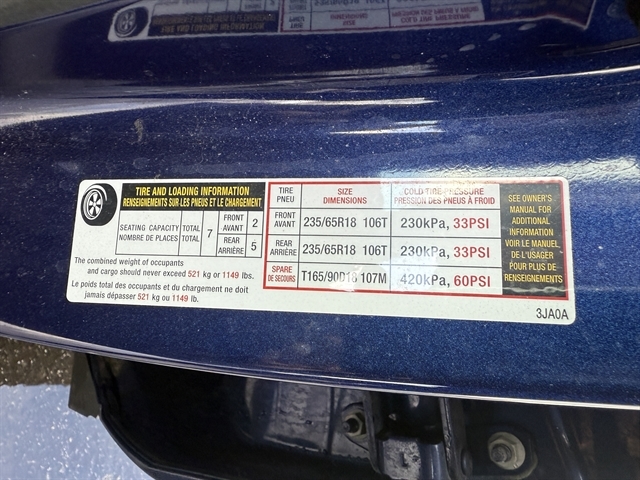 TIRE AND LOADING INFORMATION
RENSEIGNEMENTS SUR LES PNEUS ET LE CHARGEMENT
SEATING CAPACITY TOTAL 7 FRONT 2
NOMBRE DE PLACES TOTAL AVANT
REAR 5
ARRIÈRE
The combined weight of occupants
and cargo should never exceed 521 kg or 1149 lbs.
Le poids total des occupants et du chargement ne doit
jamais dépasser 521 kg ou 1149 lb.
TIRE SIZE COLD TIRE PRESSURE
PNEU DIMENSIONS PRESSION DES PNEUS À FROID
FRONT 235/65R18 106T 230kPa, 33PSI
AVANT
REAR 235/65R18 106T 230kPa, 33PSI
ARRIÈRE
SPARE T165/90D18 107M 420kPa, 60PSI
DE SECOURS
SEE OWNER'S
MANUAL FOR
ADDITIONAL
INFORMATION
VOIR LE MANUEL
DE L'USAGER
POUR PLUS DE
RENSEIGNEMENTS
3JA0A